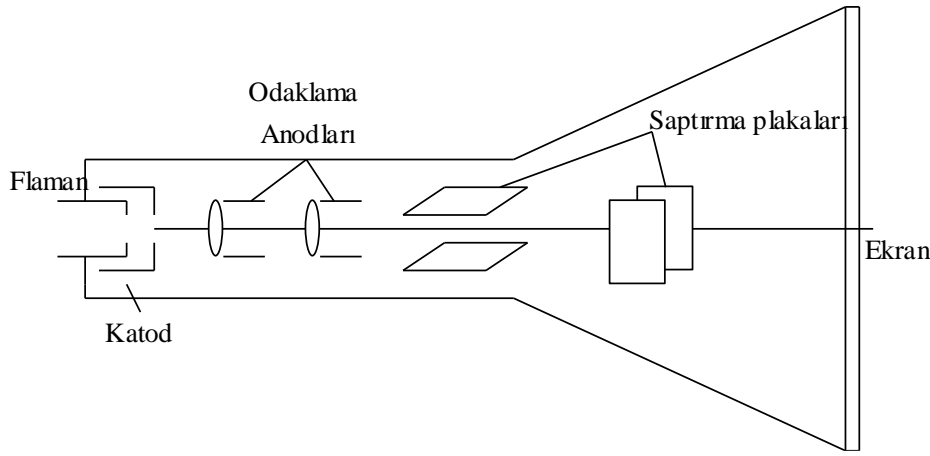 Odaklama
Anodları
Saptırma plakaları
Flaman
Ekran
Katod